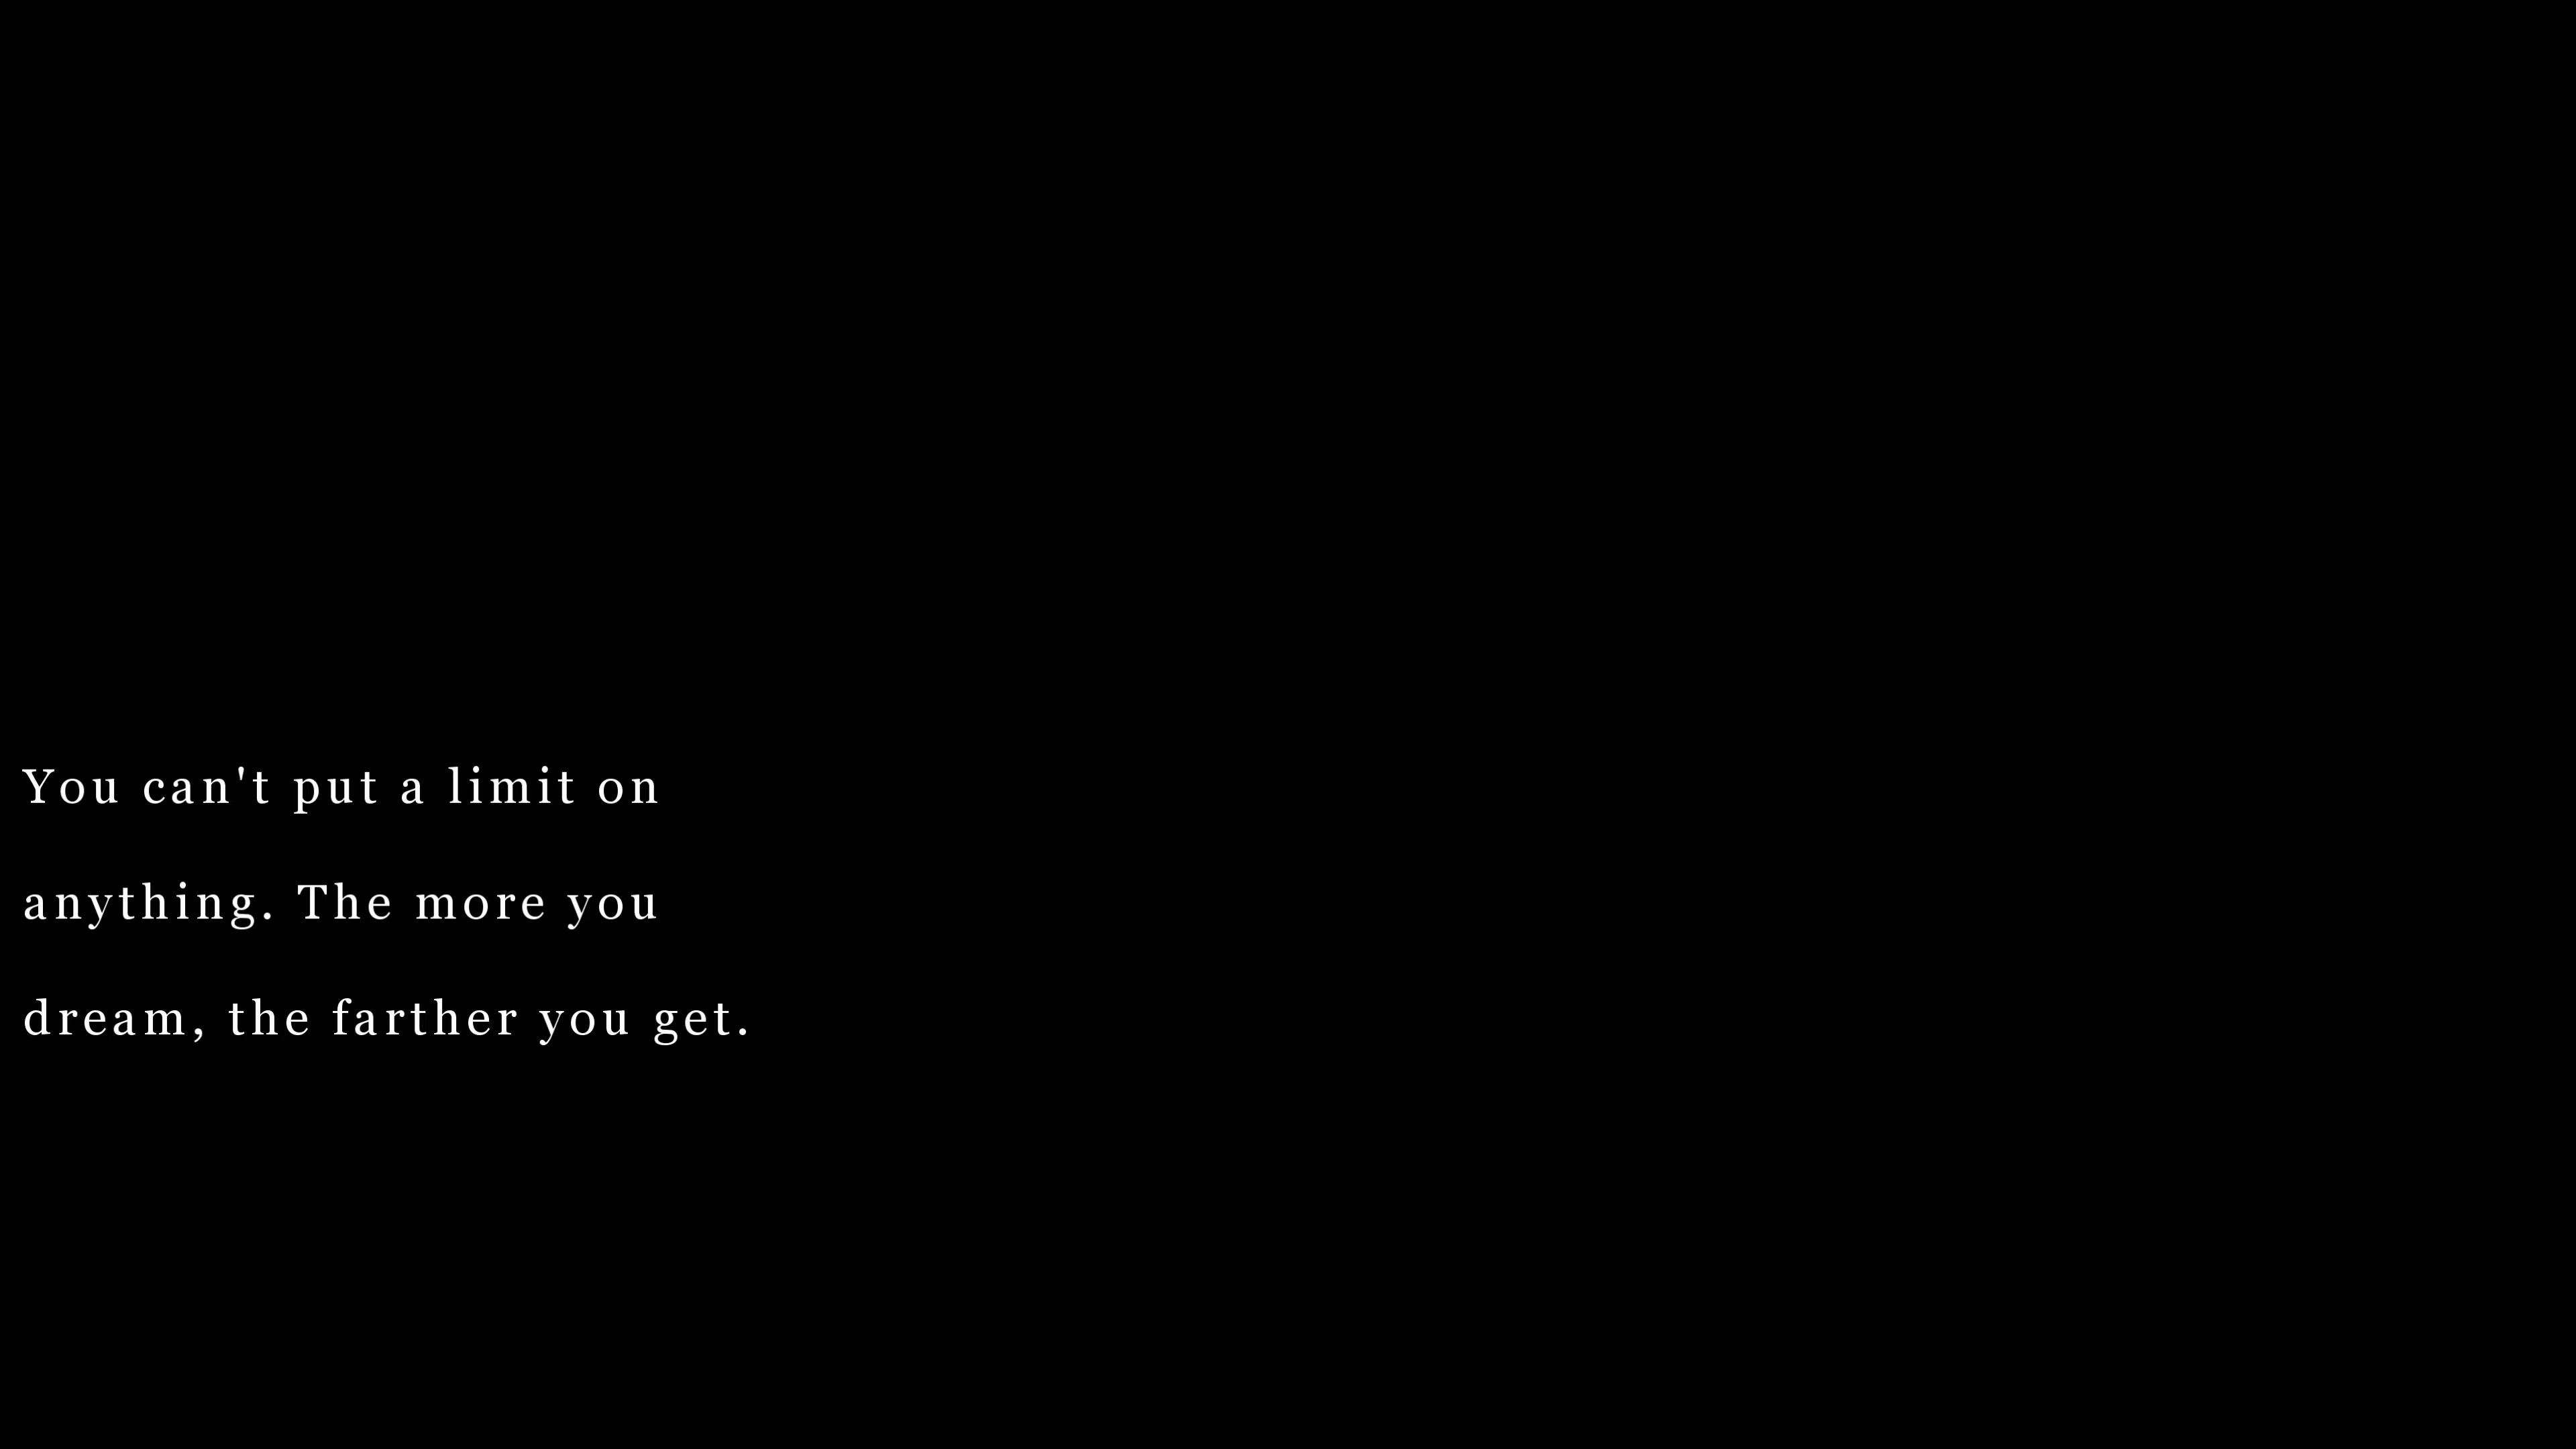 You can't put a limit on
anything. The more you
dream, the farther you get.